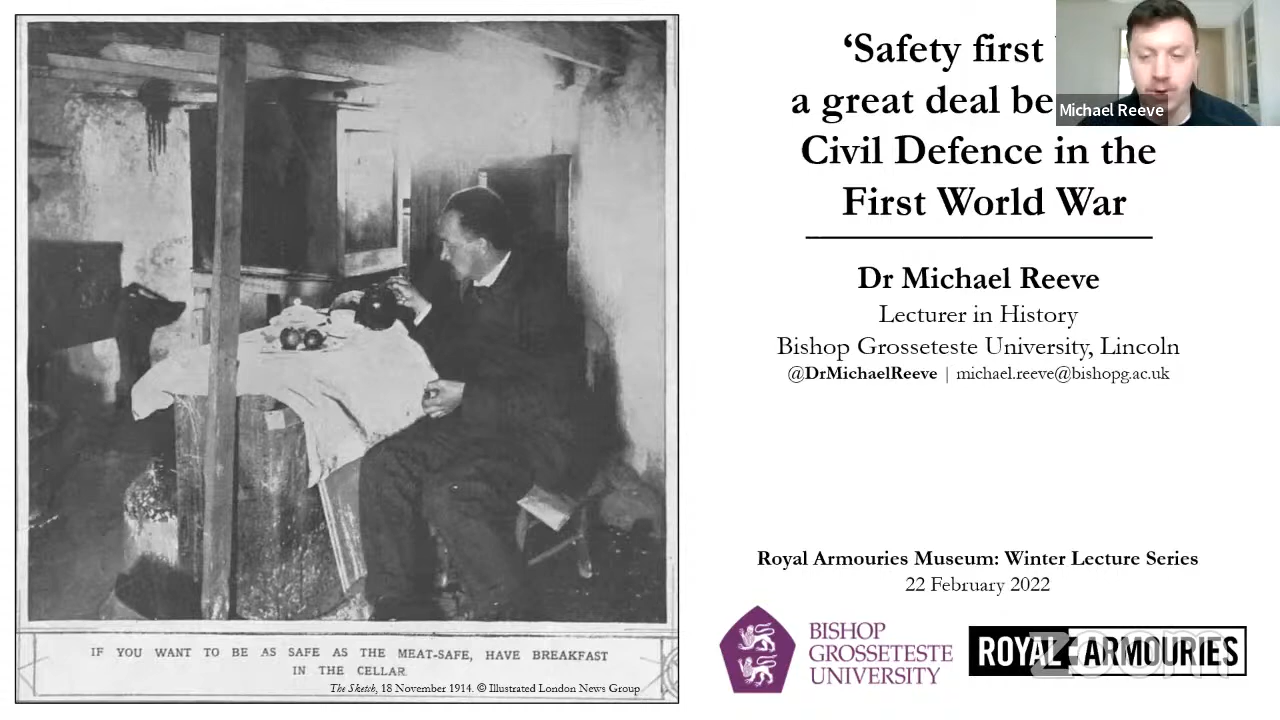 ‘Safety first
a great deal be
Civil Defence in the
First World War
Michael Reeve
Dr Michael Reeve
Lecturer in History
Bishop Grosseteste University, Lincoln
@DrMichaelReeve | michael.reeve@bishopg.ac.uk
Royal Armouries Museum: Winter Lecture Series
22 February 2022
BISHOP
GROSSETESTE
UNIVERSITY
ROYAL ARMOURIES
zoom
IF YOU WANT TO BE AS SAFE AS THE MEAT-SAFE, HAVE BREAKFAST
IN THE CELLAR.
The Sketch, 18 November 1914. © Illustrated London News Group